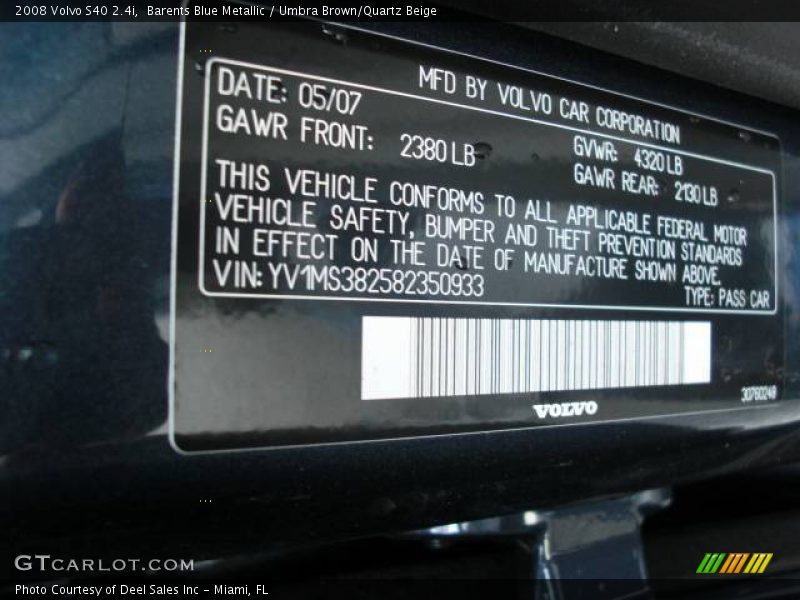 2008 Volvo S40 2.4i,  Barents Blue Metallic / Umbra Brown/Quartz Beige
MFD BY VOLVO CAR CORPORATION
DATE: 05/07
GVWR: 4320 LB
GAWR FRONT: 2380 LB
GAWR REAR: 2130 LB
THIS VEHICLE CONFORMS TO ALL APPLICABLE FEDERAL MOTOR
VEHICLE SAFETY, BUMPER AND THEFT PREVENTION STANDARDS
IN EFFECT ON THE DATE OF MANUFACTURE SHOWN ABOVE.
VIN: YV1MS382582350933
TYPE: PASS CAR
30760249
VOLVO
GTCARLOT.COM
Photo Courtesy of Deel Sales Inc - Miami, FL